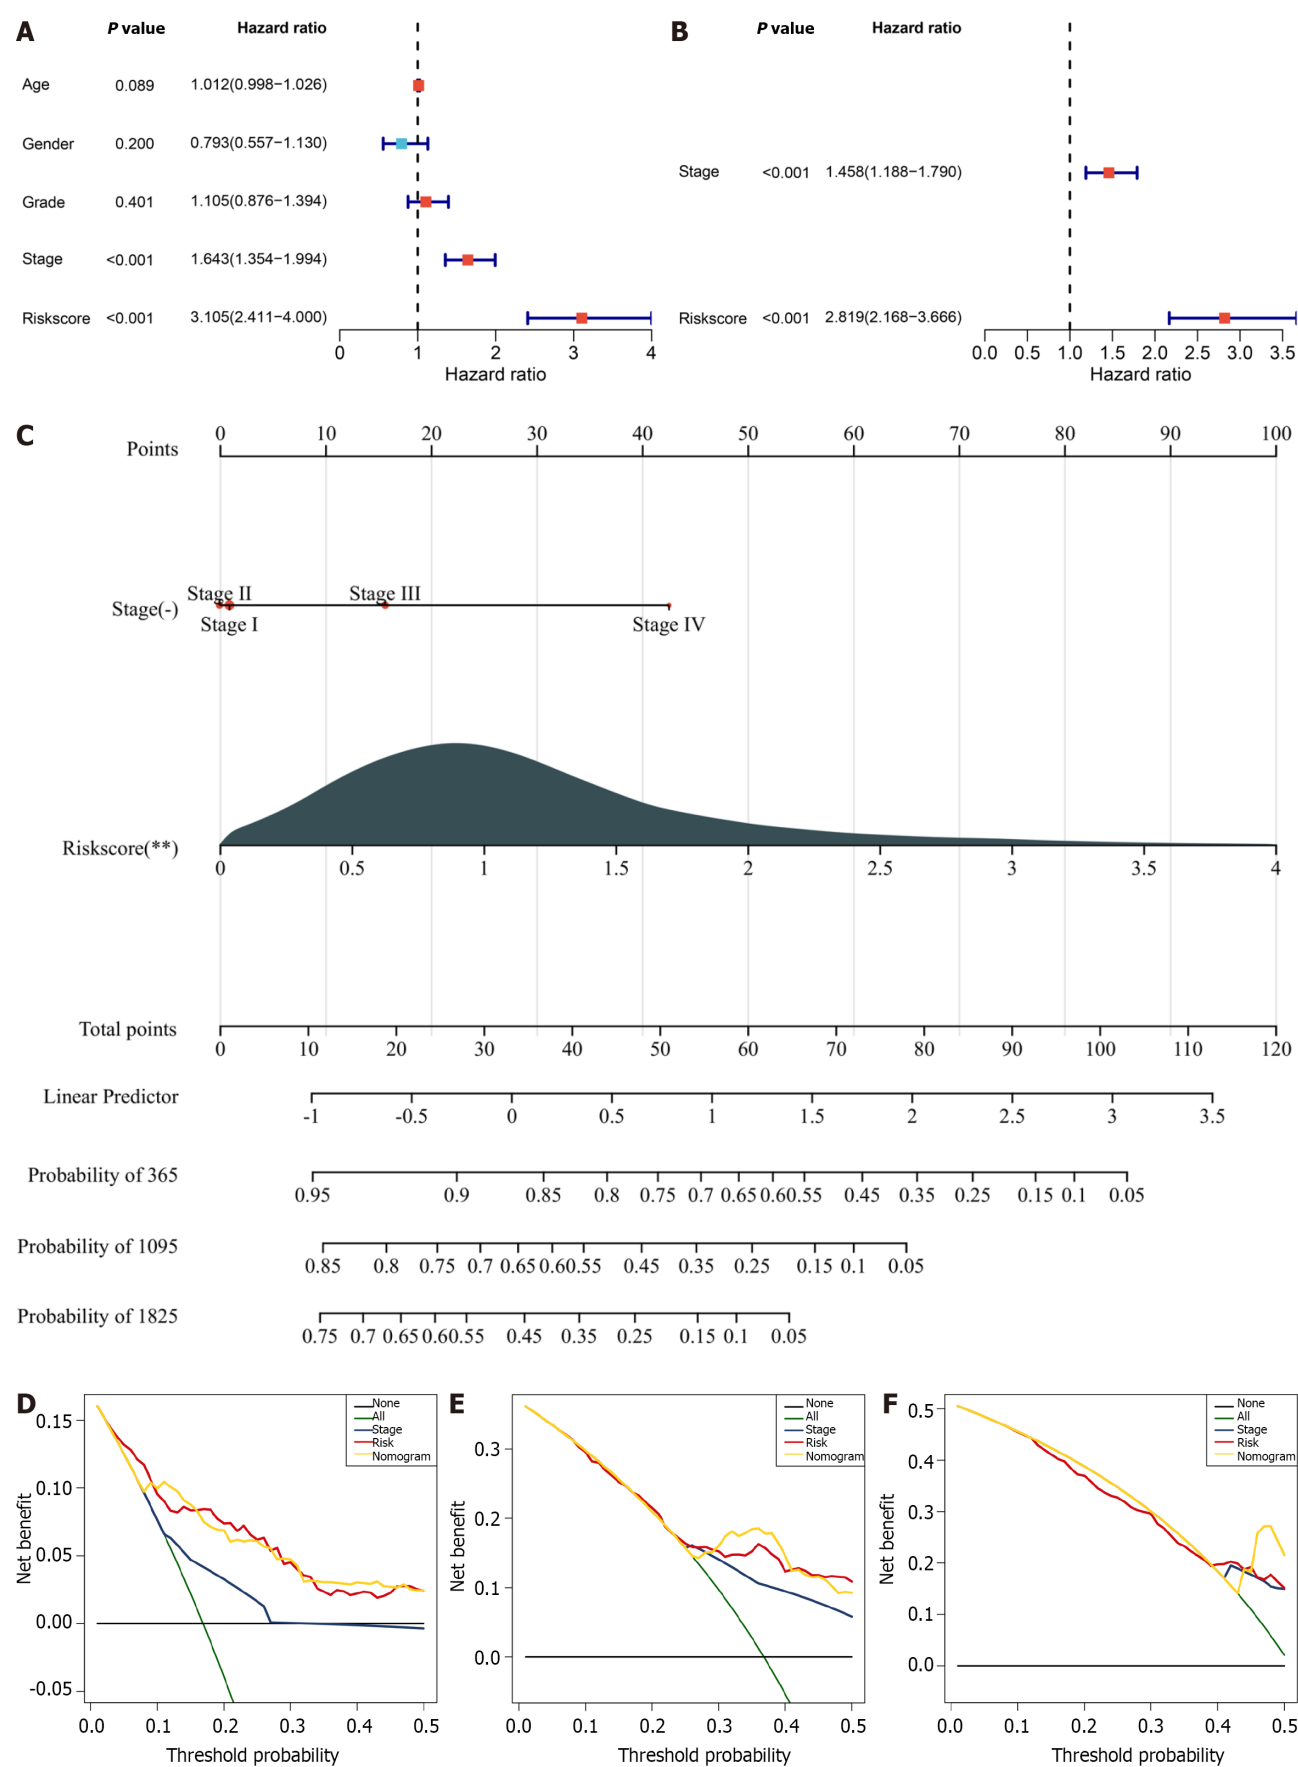 A P value Hazard ratio
Age 0.089 1.012(0.998−1.026)
Gender 0.200 0.793(0.557−1.130)
Grade 0.401 1.105(0.876−1.394)
Stage <0.001 1.643(1.354−1.994)
Riskscore <0.001 3.105(2.411−4.000)
0 1 2 3 4
Hazard ratio
B P value Hazard ratio
Stage <0.001 1.458(1.188−1.790)
Riskscore <0.001 2.819(2.168−3.666)
0.0 0.5 1.0 1.5 2.0 2.5 3.0 3.5
Hazard ratio
C
Points 0 10 20 30 40 50 60 70 80 90 100
Stage II Stage III
Stage(-)
Stage I Stage IV
Riskscore(**)
0 0.5 1 1.5 2 2.5 3 3.5 4
Total points
0 10 20 30 40 50 60 70 80 90 100 110 120
Linear Predictor
-1 -0.5 0 0.5 1 1.5 2 2.5 3 3.5
Probability of 365
0.95 0.9 0.85 0.8 0.75 0.7 0.65 0.60 0.55 0.45 0.35 0.25 0.15 0.1 0.05
Probability of 1095
0.85 0.8 0.75 0.7 0.65 0.60 0.55 0.45 0.35 0.25 0.15 0.1 0.05
Probability of 1825
0.75 0.7 0.65 0.60 0.55 0.45 0.35 0.25 0.15 0.1 0.05
D
None
All
Stage
Risk
Nomogram
Net benefit
0.15
0.10
0.05
0.00
-0.05
0.0 0.1 0.2 0.3 0.4 0.5
Threshold probability
E
None
All
Stage
Risk
Nomogram
Net benefit
0.3
0.2
0.1
0.0
0.0 0.1 0.2 0.3 0.4 0.5
Threshold probability
F
None
All
Stage
Risk
Nomogram
Net benefit
0.5
0.4
0.3
0.2
0.1
0.0
0.0 0.1 0.2 0.3 0.4 0.5
Threshold probability